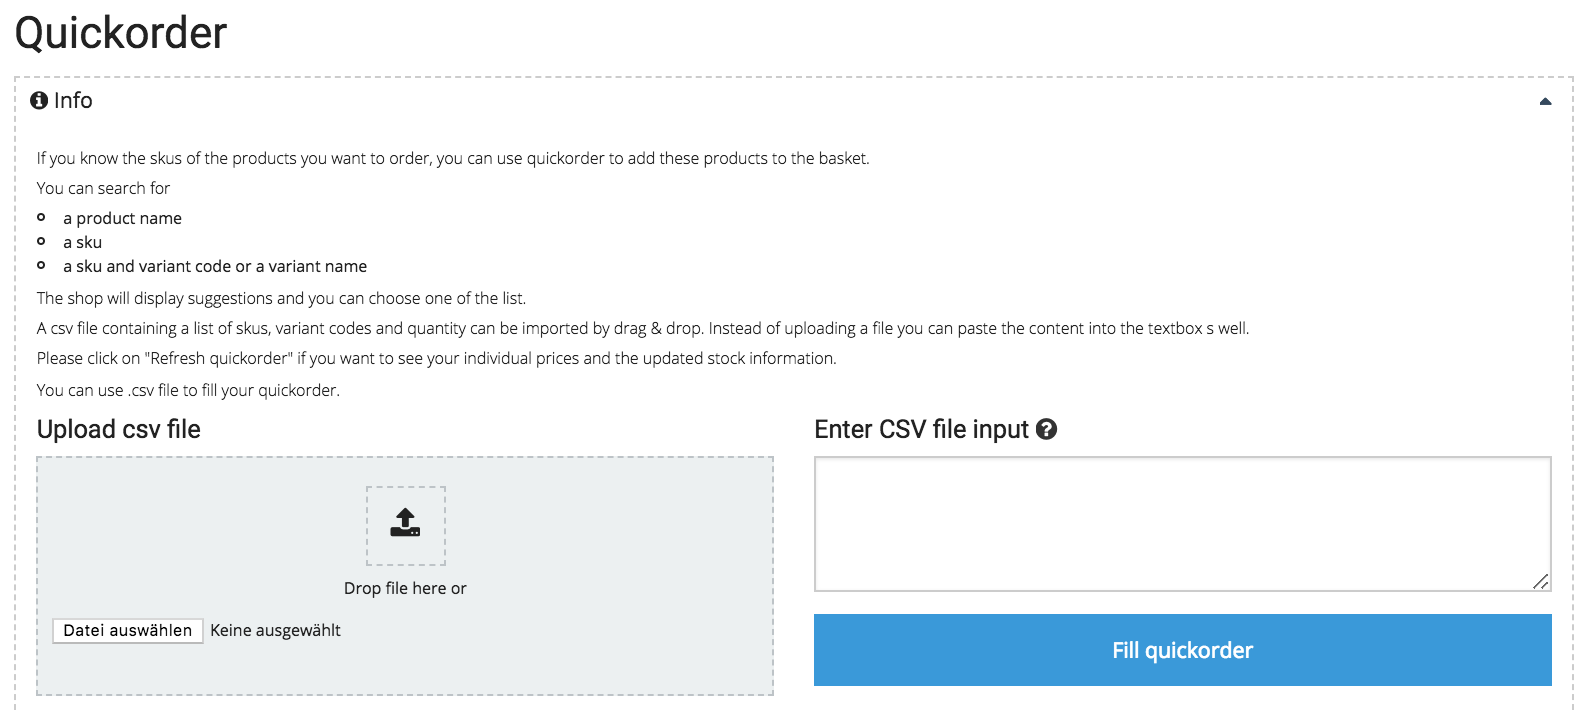 Quickorder
Info
If you know the skus of the products you want to order, you can use quickorder to add these products to the basket.
You can search for
a product name
a sku
a sku and variant code or a variant name
The shop will display suggestions and you can choose one of the list.
A csv file containing a list of skus, variant codes and quantity can be imported by drag & drop. Instead of uploading a file you can paste the content into the textbox s well.
Please click on "Refresh quickorder" if you want to see your individual prices and the updated stock information.
You can use .csv file to fill your quickorder.
Upload csv file
Drop file here or
Datei auswählen Keine ausgewählt
Enter CSV file input
Fill quickorder